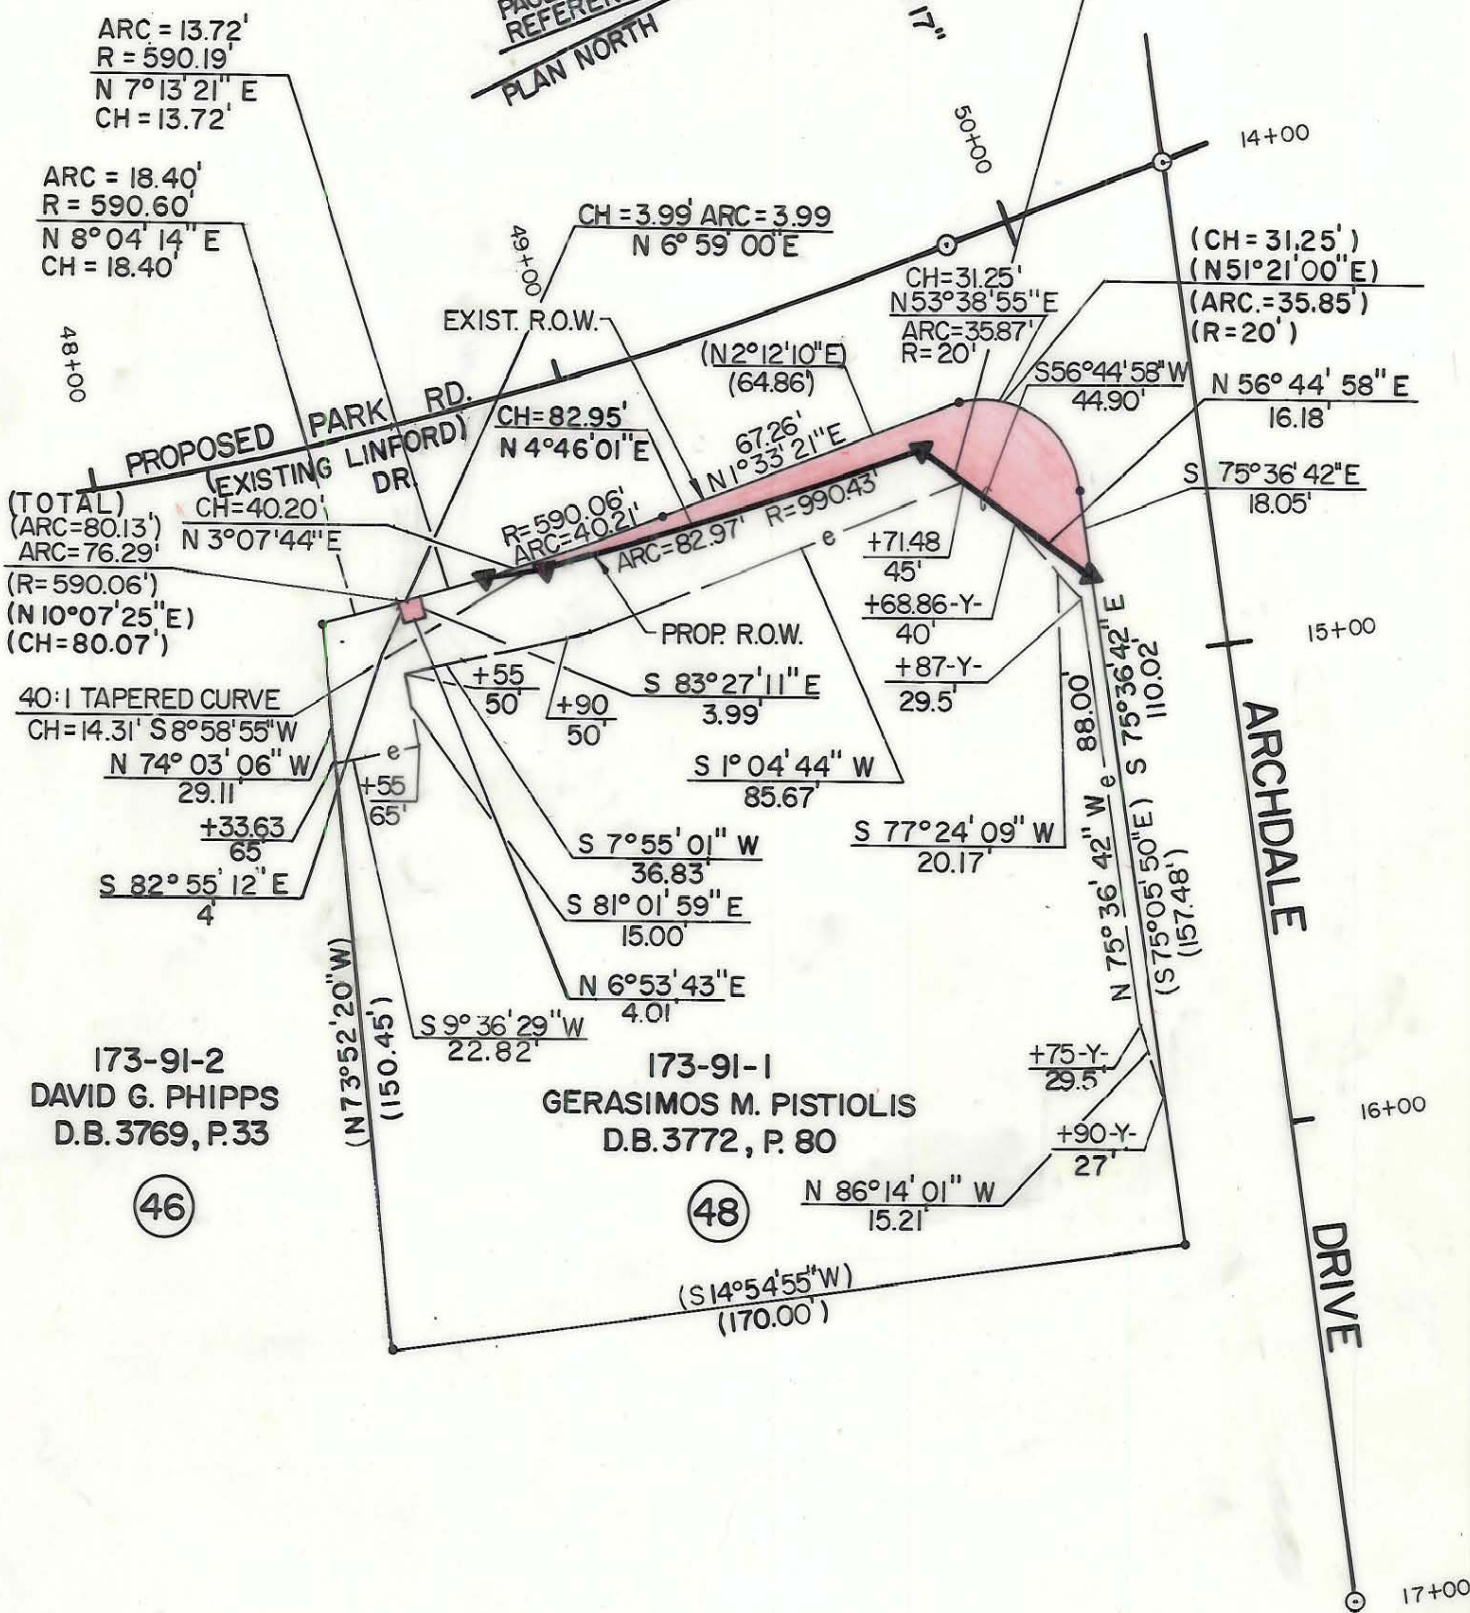 REFEREN
PLAN NORTH
17"
ARC = 13.72'
R = 590.19'
N 7°13'21" E
CH = 13.72'
ARC = 18.40'
R = 590.60'
N 8°04'14" E
CH = 18.40'
CH = 3.99' ARC = 3.99
N 6°59'00"E
48+00
49+00
50+00
14+00
EXIST. R.O.W.
CH=31.25'
N53°38'55"E
ARC=35.87'
R=20'
(CH = 31.25')
(N51°21'00"E)
(ARC.=35.85')
(R=20')
(N2°12'10"E)
(64.86')
S56°44'58"W
44.90'
N 56°44'58" E
16.18'
S 75°36'42"E
18.05'
PROPOSED PARK RD.
(EXISTING LINFORD)
DR.
CH=82.95'
N 4°46'01"E
67.26'
N 1°33'21"E
(TOTAL)
(ARC=80.13')
ARC=76.29'
(R=590.06')
(N10°07'25"E)
(CH=80.07')
CH=40.20'
N 3°07'44"E
R=590.06'
ARC=40.21'
ARC=82.97' R=990.43'
e
+71.48
45'
+68.86-Y-
40'
+87-Y-
29.5'
PROP. R.O.W.
15+00
40:1 TAPERED CURVE
CH=14.31' S8°58'55"W
N 74°03'06" W
29.11'
+33.63
65'
S 82°55'12"E
4'
e
+55
65'
+55
50'
+90
50'
S 83°27'11"E
3.99'
S 1°04'44" W
85.67'
S 7°55'01" W
36.83'
S 81°01'59"E
15.00'
N 6°53'43"E
4.01'
S 9°36'29"W
22.82'
S 77°24'09" W
20.17'
N 75°36'42" W e 88.00'
S 75°36'42"E
110.02'
(S75°05'50"E)
(157.48')
ARCHDALE
DRIVE
(N73°52'20"W)
(150.45')
173-91-2
DAVID G. PHIPPS
D.B. 3769, P.33
46
173-91-1
GERASIMOS M. PISTIOLIS
D.B. 3772, P. 80
48
+75-Y-
29.5'
+90-Y-
27'
N 86°14'01" W
15.21'
16+00
(S14°54'55"W)
(170.00')
17+00